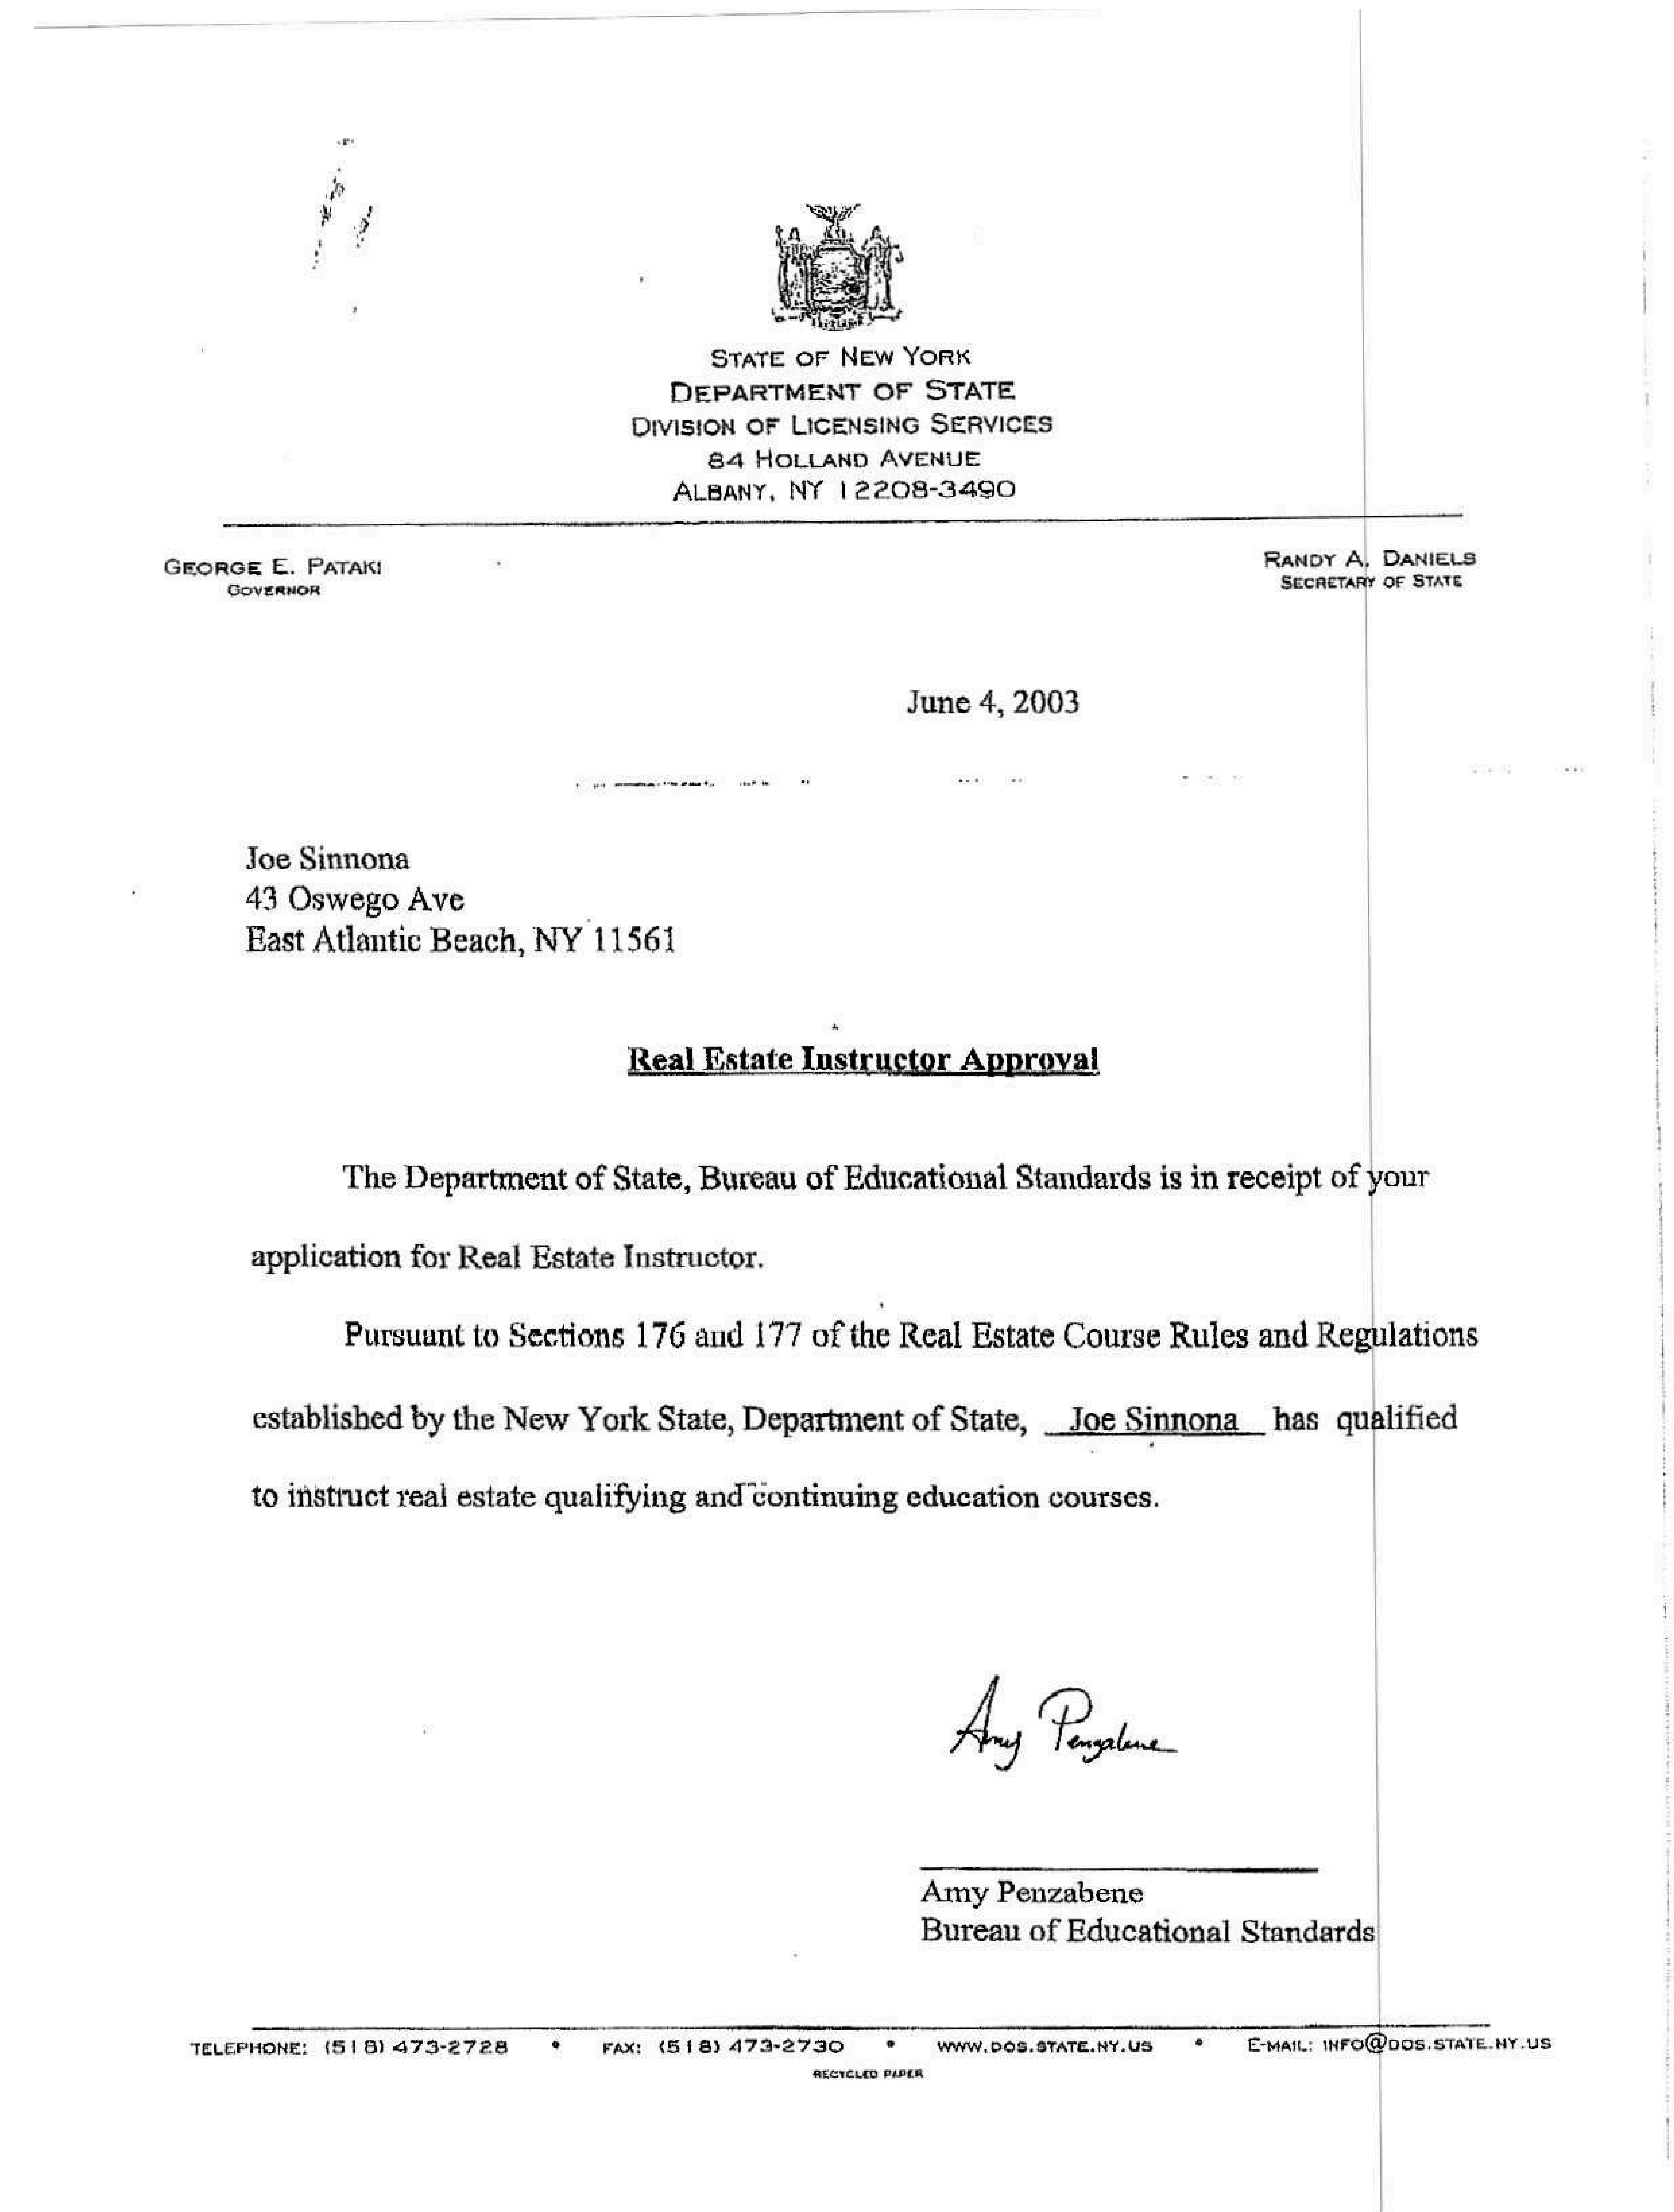 STATE OF NEW YORK
DEPARTMENT OF STATE
DIVISION OF LICENSING SERVICES
84 HOLLAND AVENUE
ALBANY, NY 12208-3490
GEORGE E. PATAKI
GOVERNOR
RANDY A. DANIELS
SECRETARY OF STATE
June 4, 2003
Joe Sinnona
43 Oswego Ave
East Atlantic Beach, NY 11561
Real Estate Instructor Approval
The Department of State, Bureau of Educational Standards is in receipt of your
application for Real Estate Instructor.
Pursuant to Sections 176 and 177 of the Real Estate Course Rules and Regulations
established by the New York State, Department of State, Joe Sinnona has qualified
to instruct real estate qualifying and continuing education courses.
Amy Penzabene
Amy Penzabene
Bureau of Educational Standards
TELEPHONE: (518) 473-2728 • FAX: (518) 473-2730 • WWW.DOS.STATE.NY.US • E-MAIL: INFO@DOS.STATE.NY.US
RECYCLED PAPER